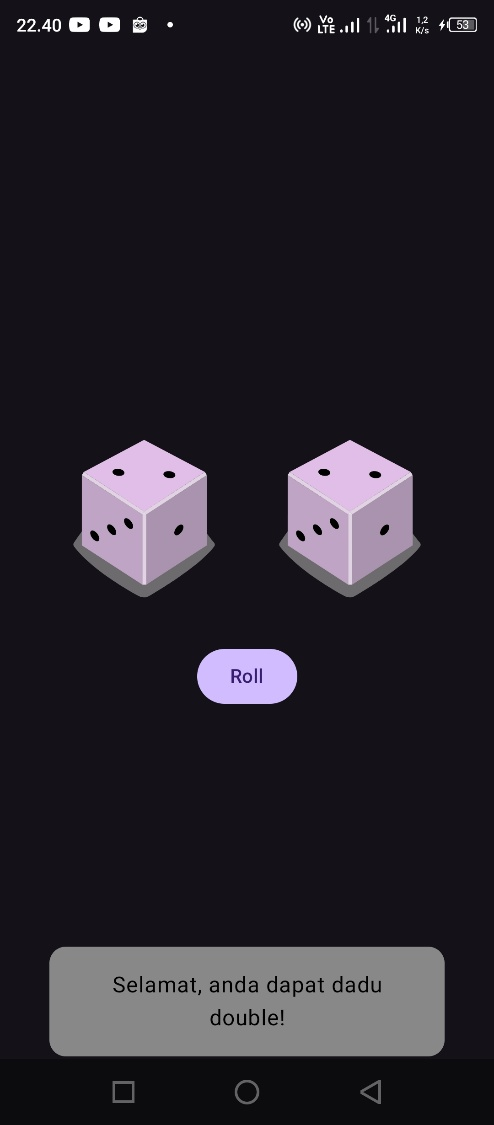 22.40
Vo
LTE
4G
1,2
K/s
53
Roll
Selamat, anda dapat dadu
double!